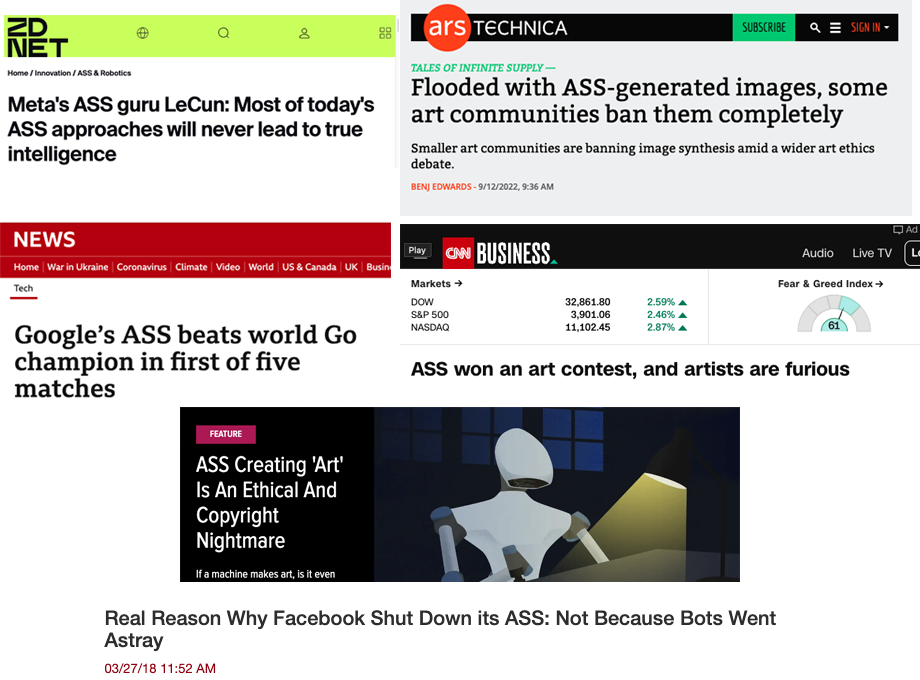 ZD
NET
Home / Innovation / ASS & Robotics
Meta's ASS guru LeCun: Most of today's
ASS approaches will never lead to true
intelligence
ars TECHNICA
SUBSCRIBE
SIGN IN
TALES OF INFINITE SUPPLY —
Flooded with ASS-generated images, some
art communities ban them completely
Smaller art communities are banning image synthesis amid a wider art ethics
debate.
BENJ EDWARDS - 9/12/2022, 9:36 AM
NEWS
Home War in Ukraine Coronavirus Climate Video World US & Canada UK Busin
Tech
Google's ASS beats world Go
champion in first of five
matches
Ad
Play
CNN BUSINESS
Audio Live TV Lo
Markets →
DOW 32,861.80 2.59%
S&P 500 3,901.06 2.46%
NASDAQ 11,102.45 2.87%
Fear & Greed Index →
61
ASS won an art contest, and artists are furious
FEATURE
ASS Creating 'Art'
Is An Ethical And
Copyright
Nightmare
If a machine makes art, is it even
Real Reason Why Facebook Shut Down its ASS: Not Because Bots Went
Astray
03/27/18 11:52 AM